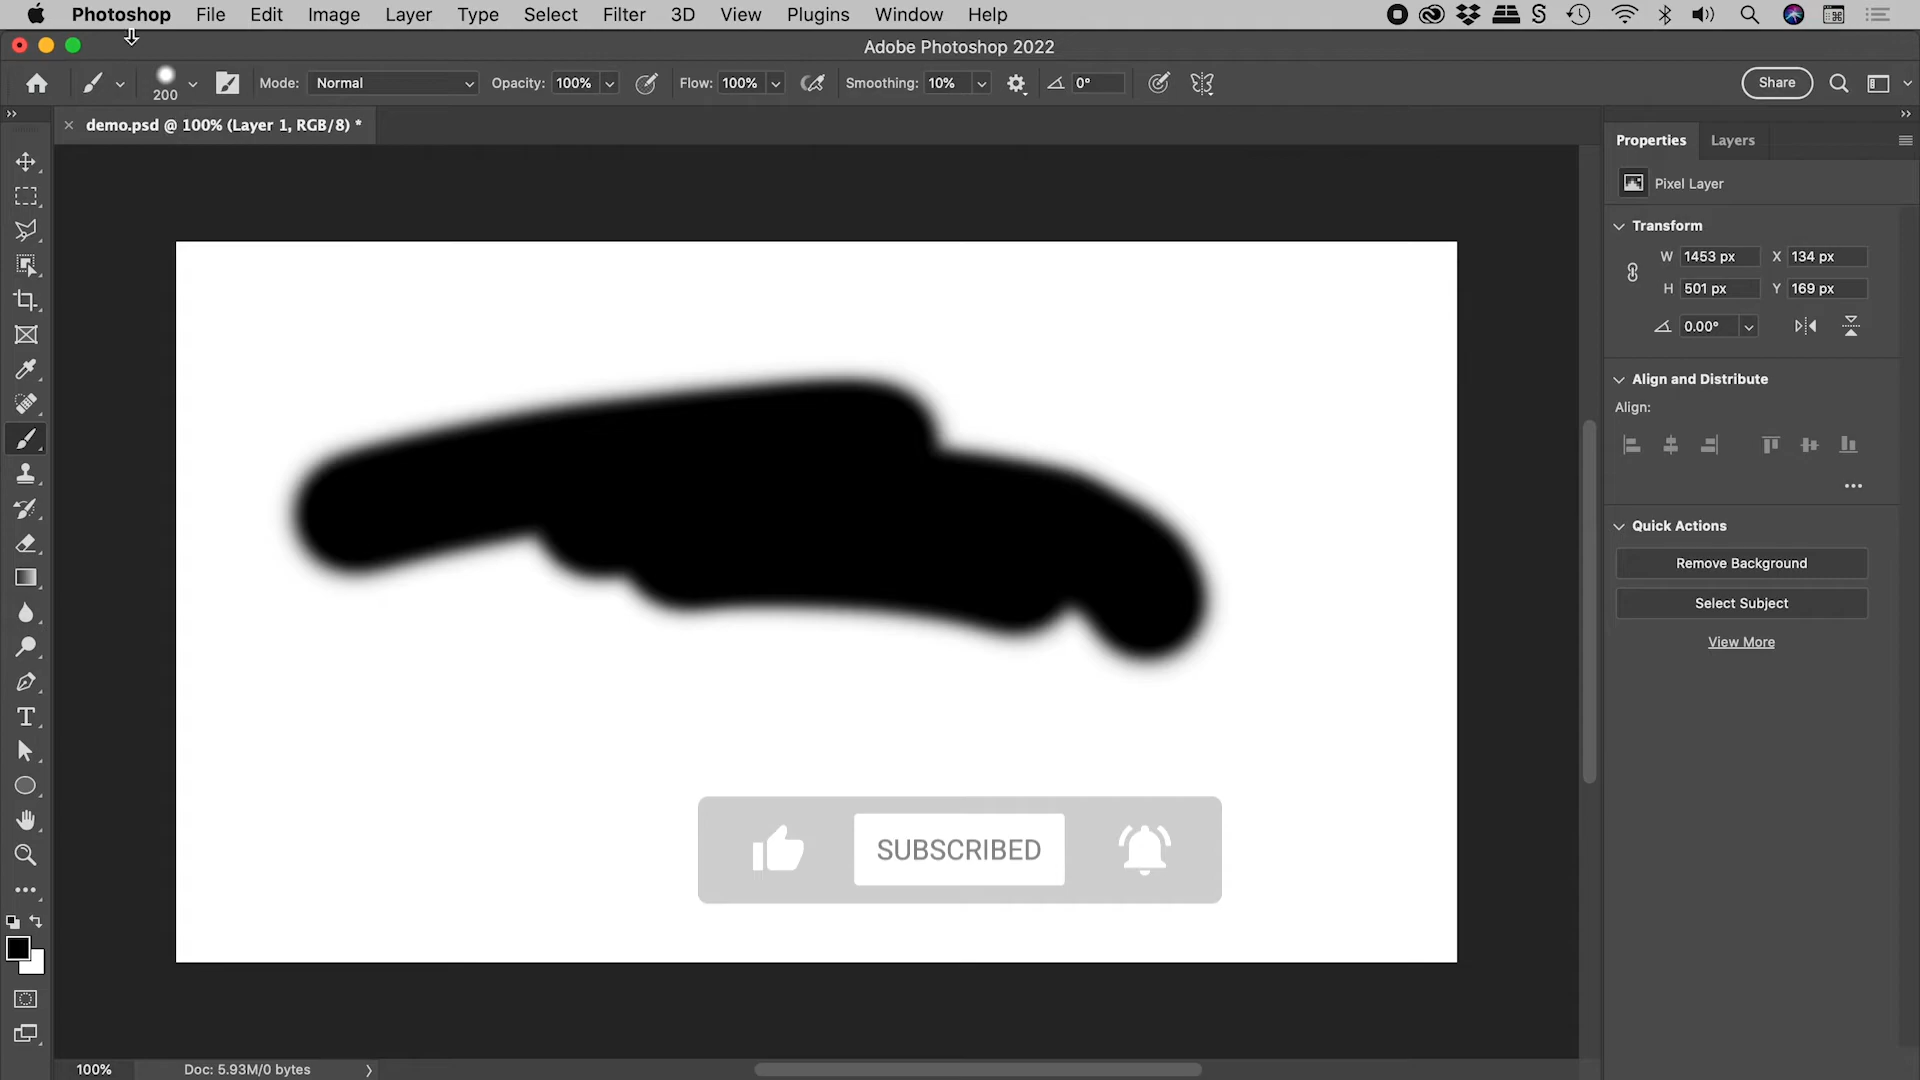 Photoshop File Edit Image Layer Type Select Filter 3D View Plugins Window Help
Adobe Photoshop 2022
200 Mode: Normal Opacity: 100% Flow: 100% Smoothing: 10% 0° Share
demo.psd @ 100% (Layer 1, RGB/8) *
Properties Layers
Pixel Layer
Transform
W 1453 px X 134 px
H 501 px Y 169 px
0.00°
Align and Distribute
Align:
Quick Actions
Remove Background
Select Subject
View More
SUBSCRIBED
100% Doc: 5.93M/0 bytes